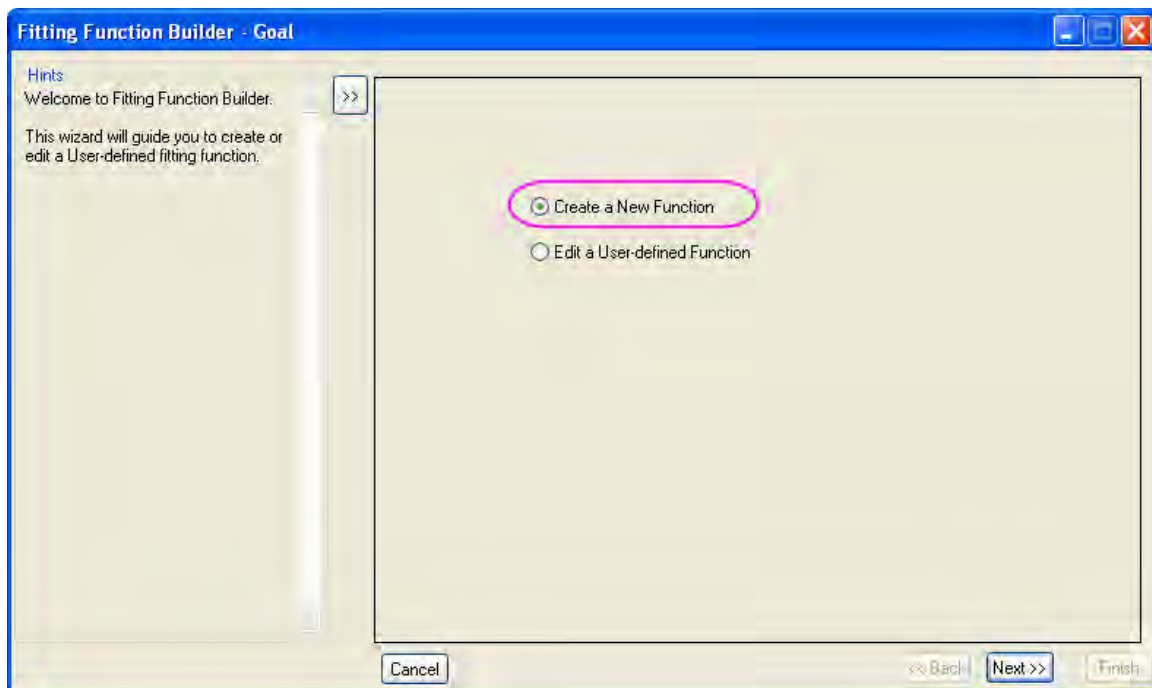 Fitting Function Builder - Goal
Hints
Welcome to Fitting Function Builder.
This wizard will guide you to create or
edit a User-defined fitting function.
>>
Create a New Function
Edit a User-defined Function
Cancel
<< Back
Next >>
Finish